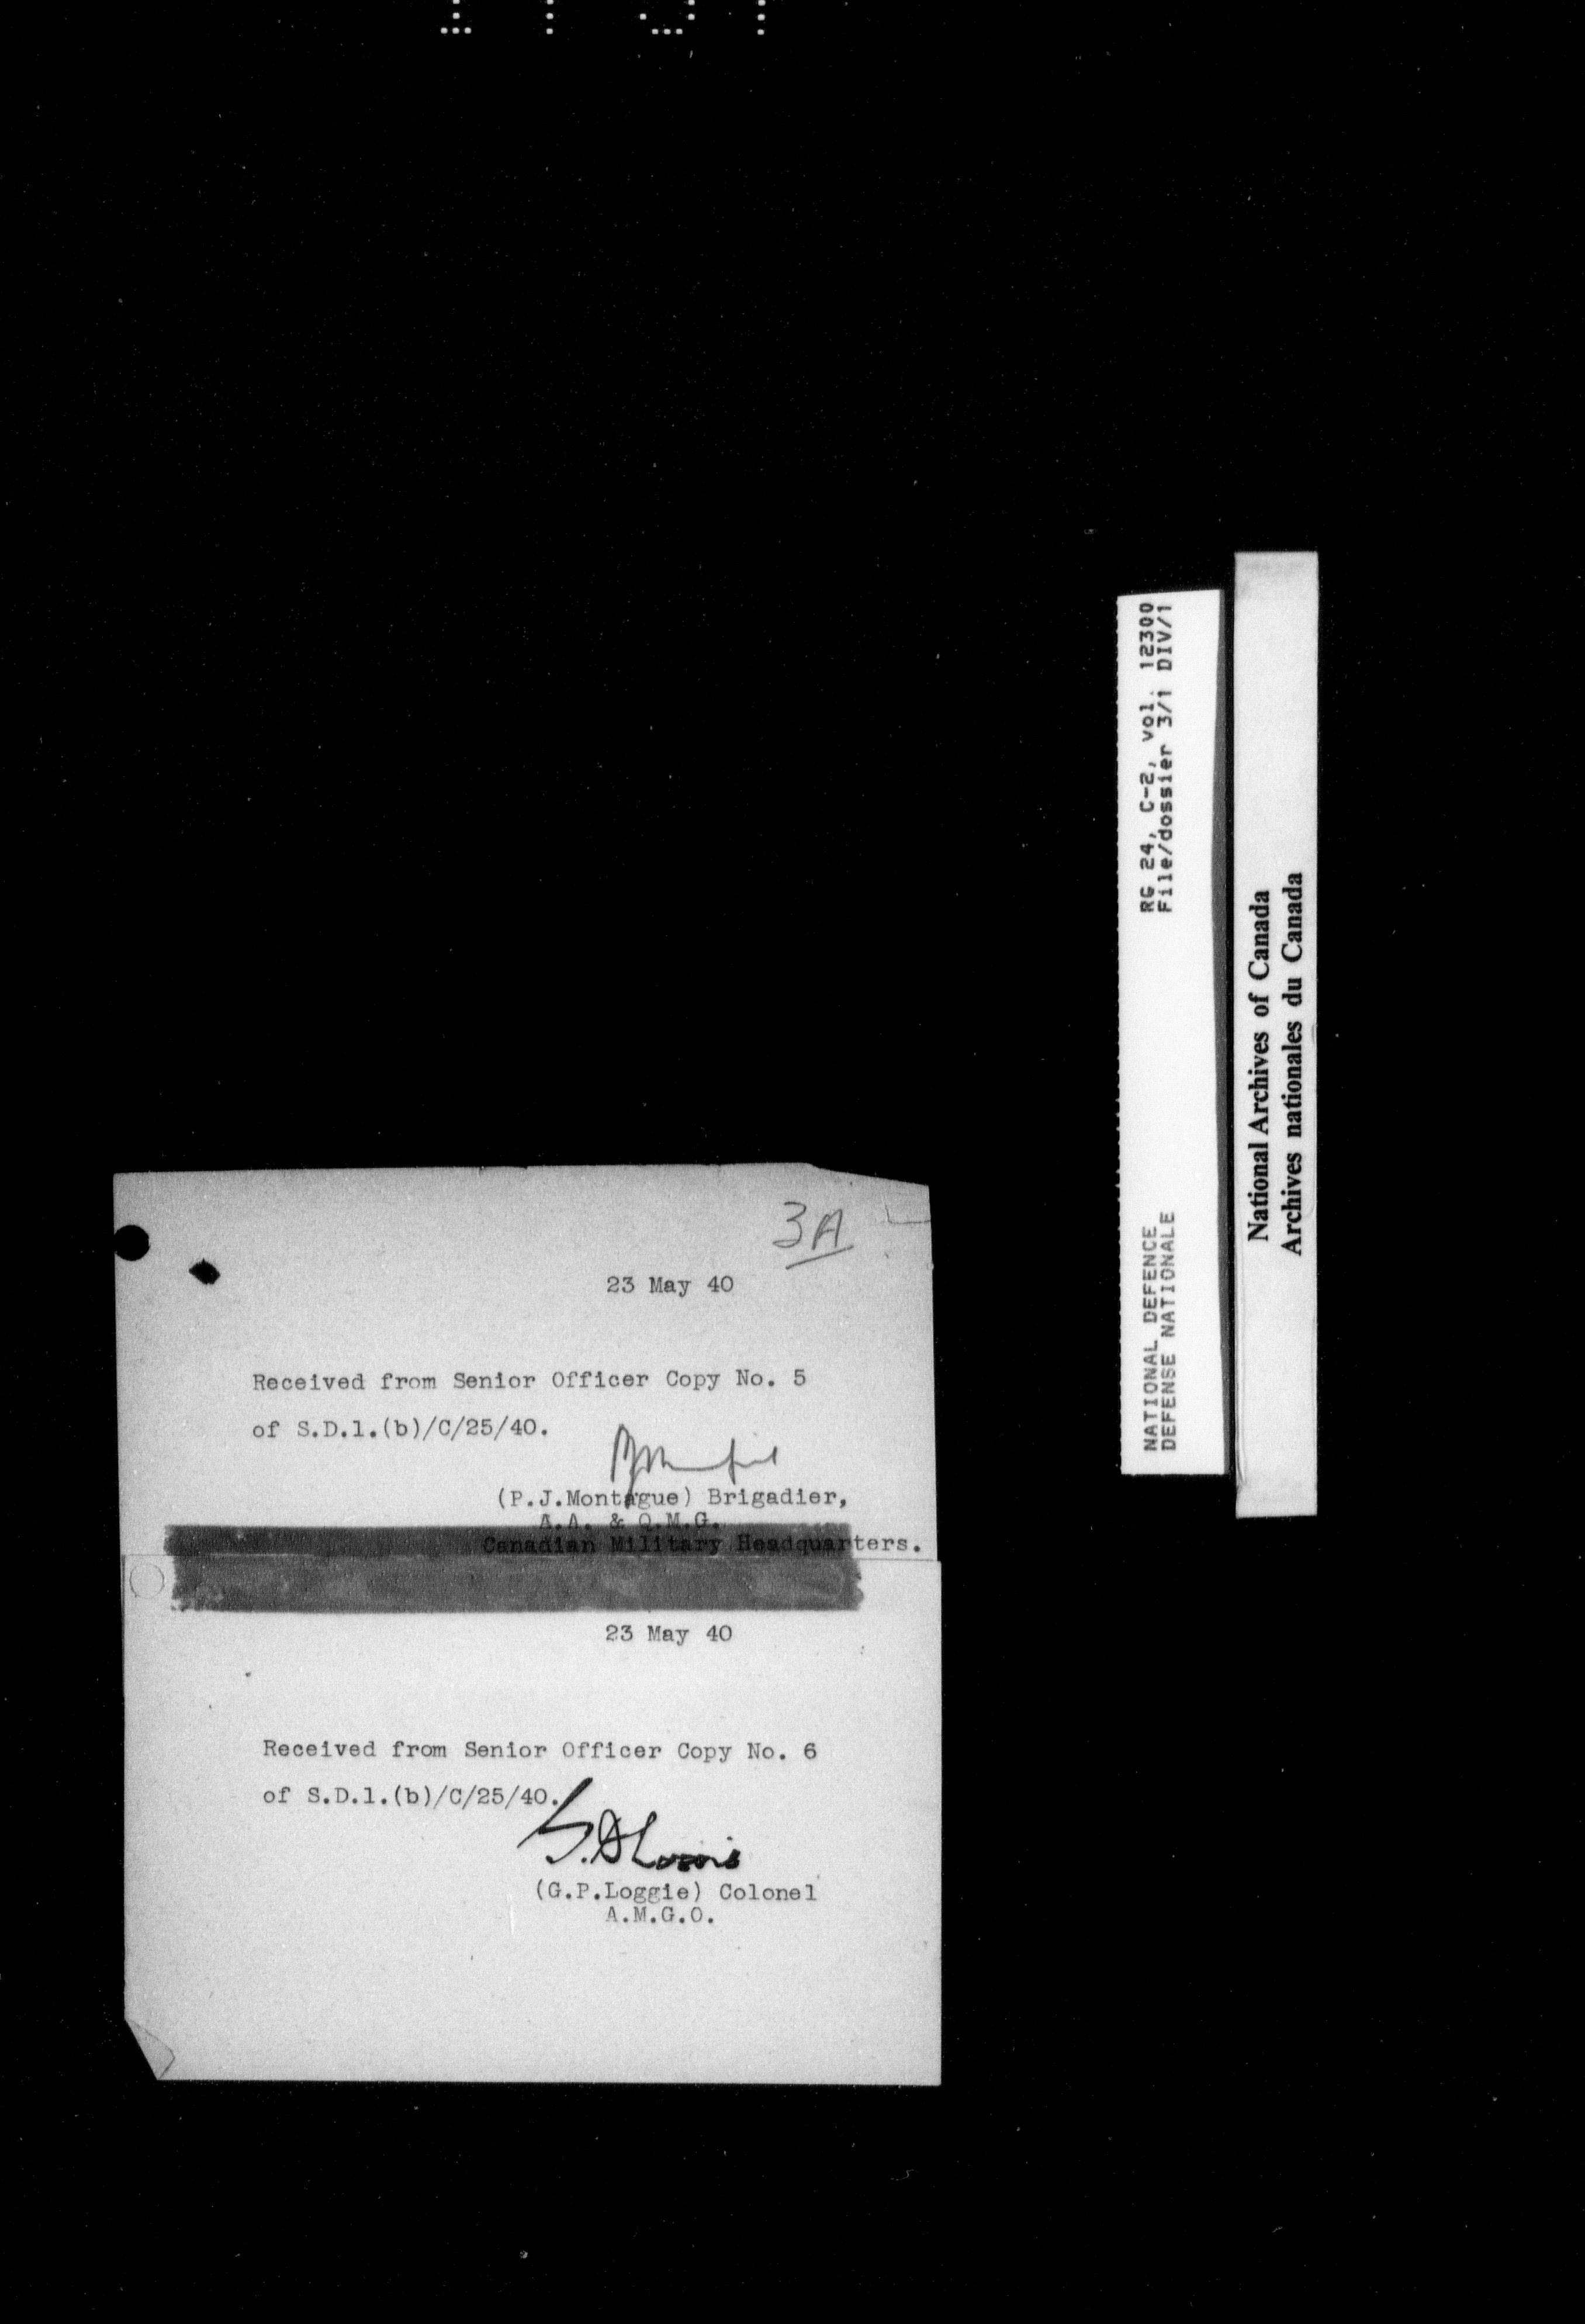 3A
23 May 40
Received from Senior Officer Copy No. 5
of S.D.1.(b)/C/25/40.
(P.J.Montague) Brigadier,
A.A. & Q.M.G.
Canadian Military Headquarters.
23 May 40
Received from Senior Officer Copy No. 6
of S.D.1.(b)/C/25/40.
(G.P.Loggie) Colonel
A.M.G.O.
NATIONAL DEFENCE RG 24, C-2, vol. 12300
DEFENSE NATIONALE File/dossier 3/1 DIV/1
National Archives of Canada
Archives nationales du Canada